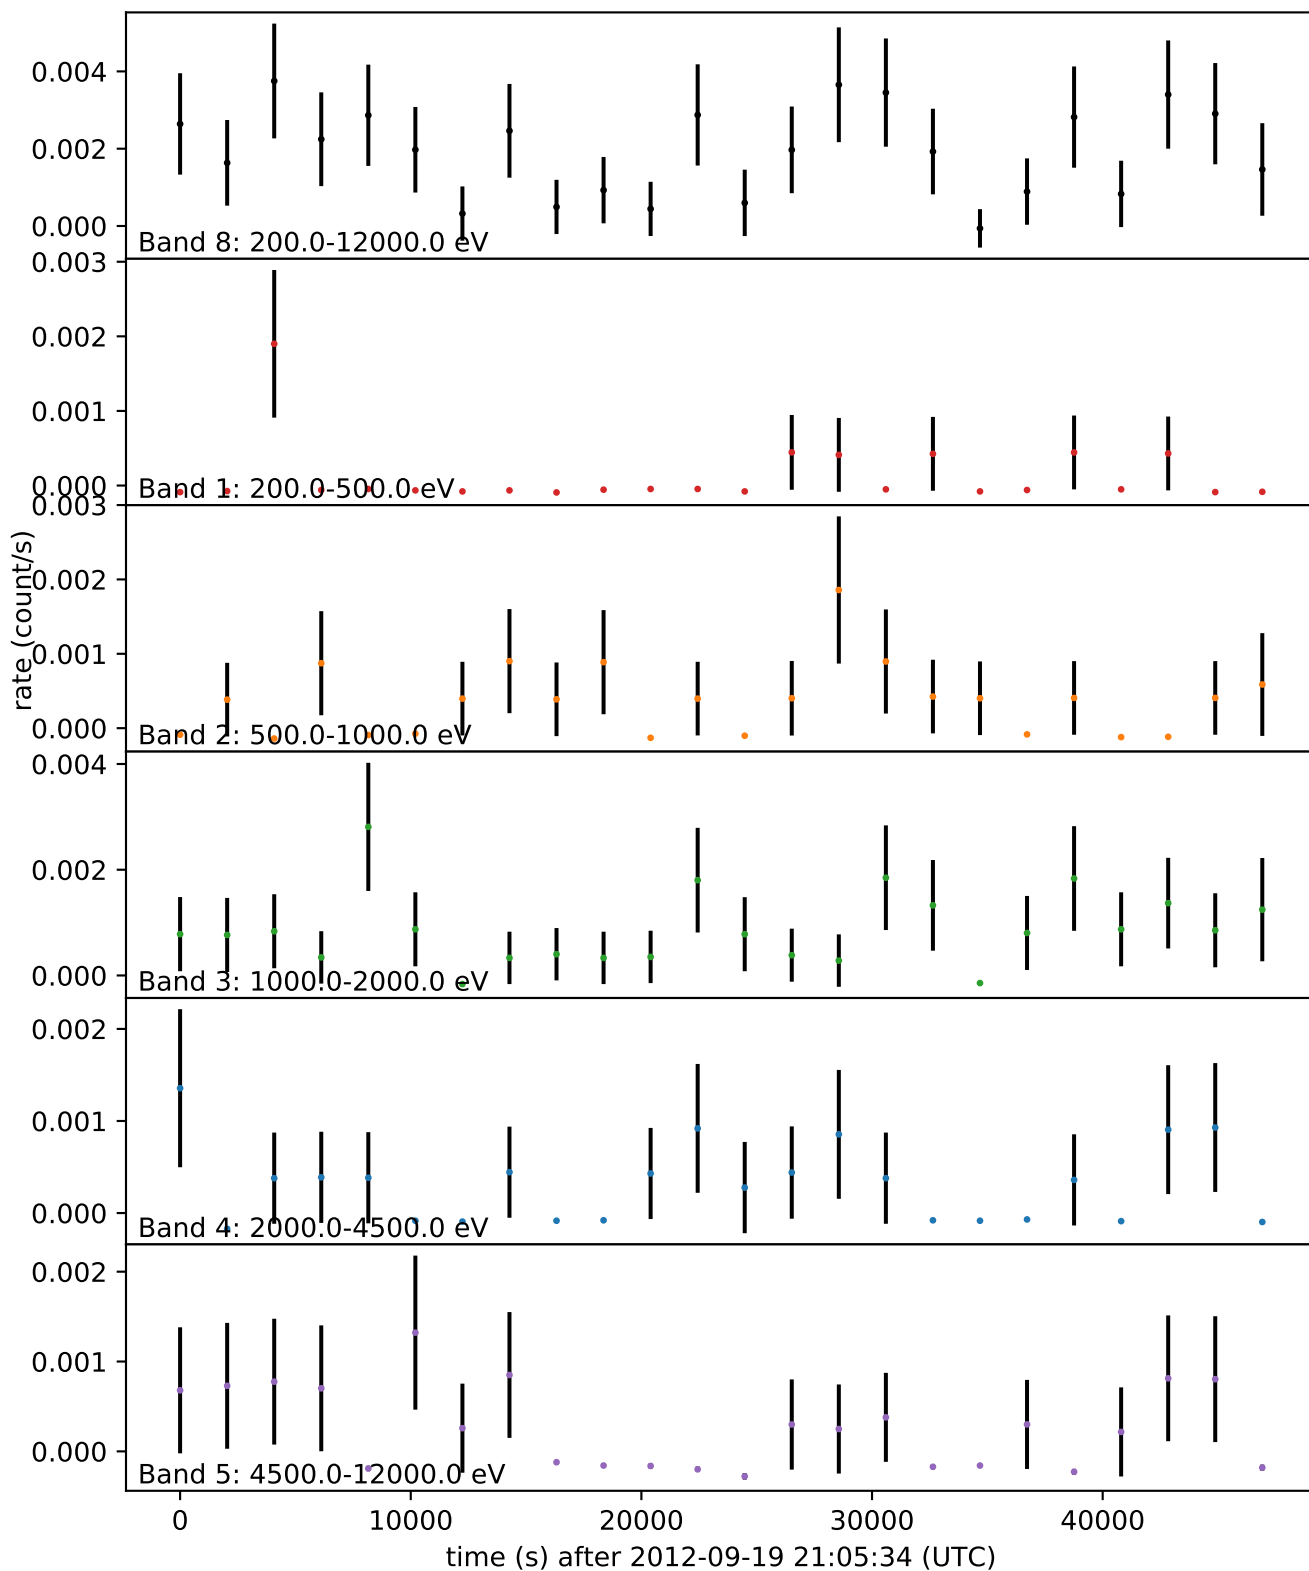 0.004
0.002
0.000
Band 8: 200.0-12000.0 eV
0.003
0.002
0.001
0.000
Band 1: 200.0-500.0 eV
0.003
0.002
0.001
0.000
Band 2: 500.0-1000.0 eV
rate (count/s)
0.004
0.002
0.000
Band 3: 1000.0-2000.0 eV
0.002
0.001
0.000
Band 4: 2000.0-4500.0 eV
0.002
0.001
0.000
Band 5: 4500.0-12000.0 eV
0 10000 20000 30000 40000
time (s) after 2012-09-19 21:05:34 (UTC)